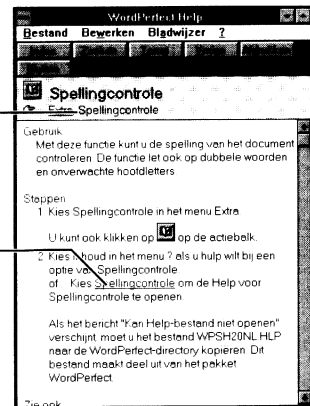 WordPerfect Help
Bestand Bewerken Bladwijzer ?
Spellingcontrole
Extra Spellingcontrole
Gebruik
Met deze functie kunt u de spelling van het document
controleren. De functie let ook op dubbele woorden
en onverwachte hoofdletters
Stappen
1 Kies Spellingcontrole in het menu Extra.
U kunt ook klikken op op de actiebalk.
2 Kies Inhoud in het menu ? als u hulp wilt bij een
optie van Spellingcontrole
of Kies Spellingcontrole om de Help voor
Spellingcontrole te openen.
Als het bericht "Kan Help-bestand niet openen"
verschijnt, moet u het bestand WPSH20NL.HLP
naar de WordPerfect-directory kopiëren. Dit
bestand maakt deel uit van het pakket
WordPerfect.
Zie ook